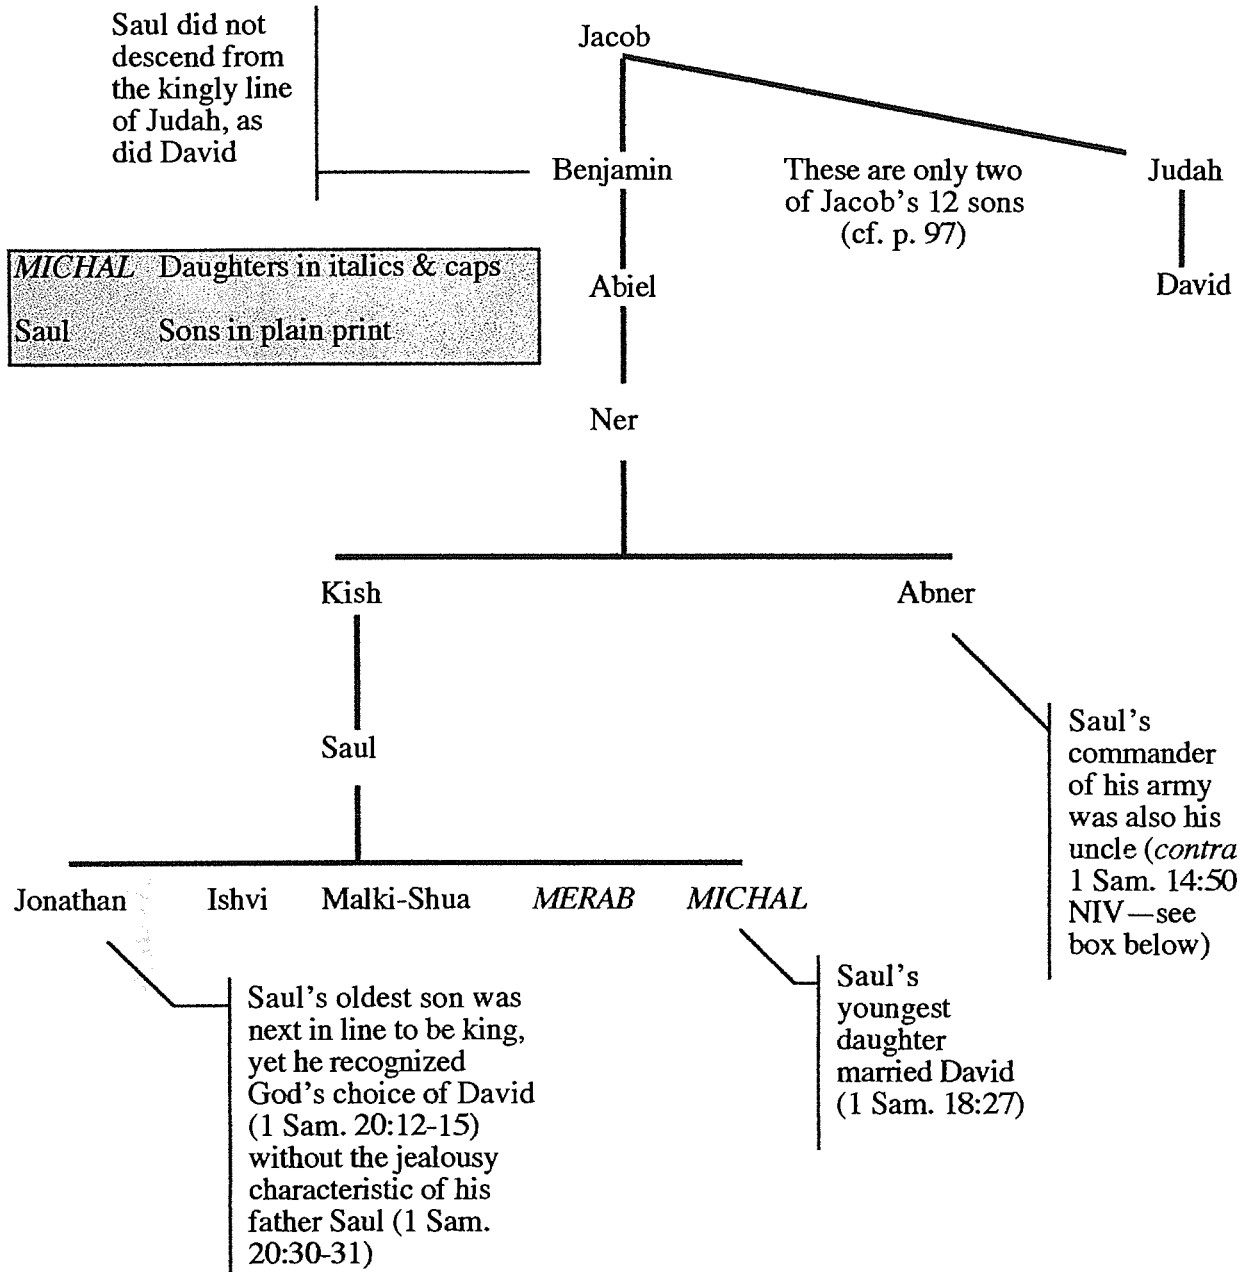 Saul did not
descend from
the kingly line
of Judah, as
did David
Jacob
Benjamin
These are only two
of Jacob's 12 sons
(cf. p. 97)
Judah
MICHAL Daughters in italics & caps
Saul Sons in plain print
Abiel
David
Ner
Kish
Abner
Saul
Saul's
commander
of his army
was also his
uncle (contra
1 Sam. 14:50
NIV—see
box below)
Jonathan
Ishvi
Malki-Shua
MERAB
MICHAL
Saul's oldest son was
next in line to be king,
yet he recognized
God's choice of David
(1 Sam. 20:12-15)
without the jealousy
characteristic of his
father Saul (1 Sam.
20:30-31)
Saul's
youngest
daughter
married David
(1 Sam. 18:27)